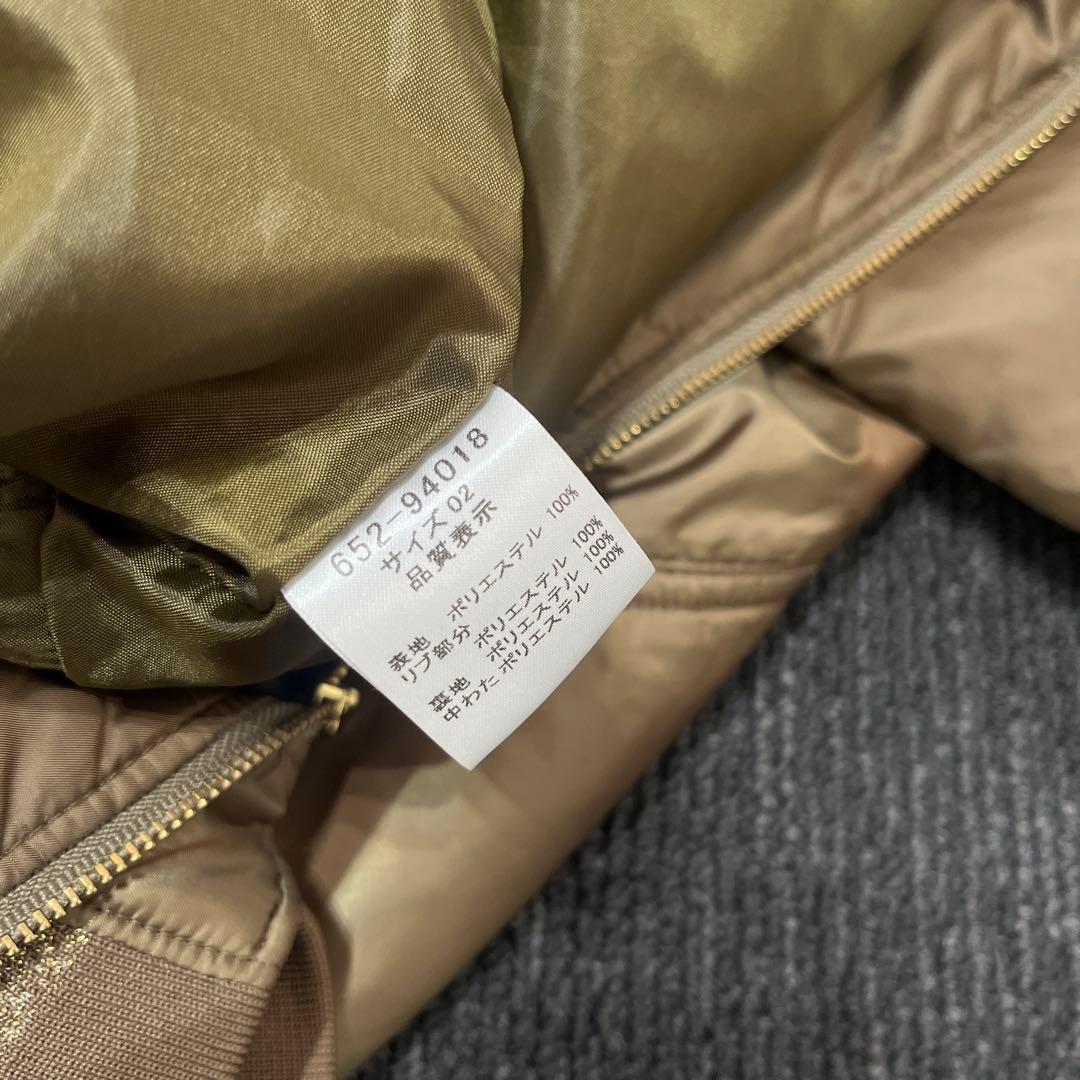 652-94018
サイズ02
品質表示
表地 ポリエステル 100%
リブ部分 ポリエステル 100%
裏地 ポリエステル 100%
中わた ポリエステル 100%